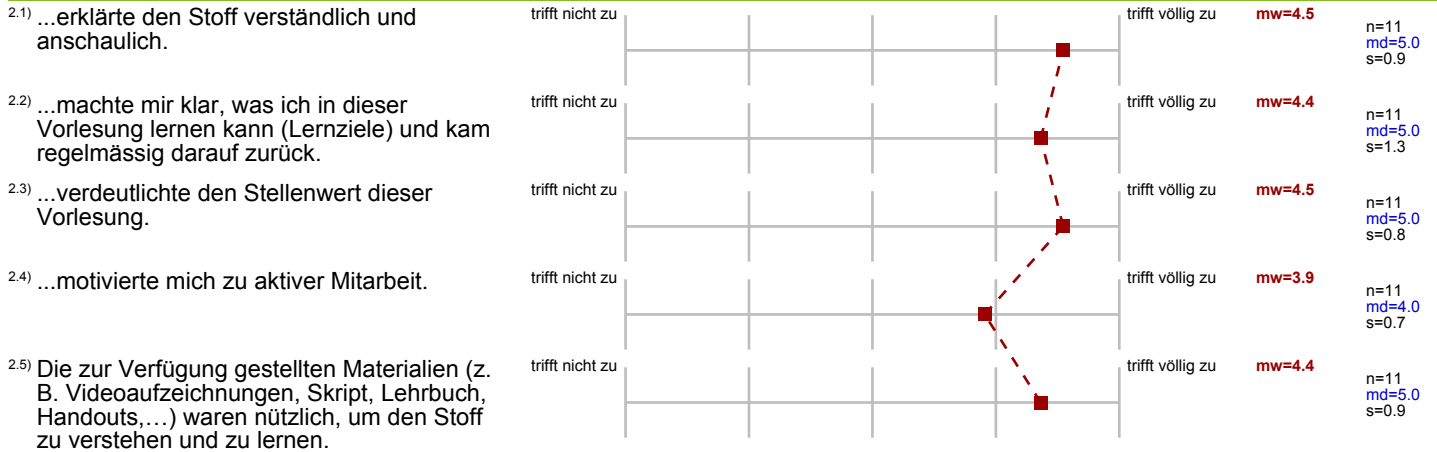 2.1) ...erklärte den Stoff verständlich und
anschaulich.
trifft nicht zu
trifft völlig zu
mw=4.5
n=11
md=5.0
s=0.9
2.2) ...machte mir klar, was ich in dieser
Vorlesung lernen kann (Lernziele) und kam
regelmässig darauf zurück.
trifft nicht zu
trifft völlig zu
mw=4.4
n=11
md=5.0
s=1.3
2.3) ...verdeutlichte den Stellenwert dieser
Vorlesung.
trifft nicht zu
trifft völlig zu
mw=4.5
n=11
md=5.0
s=0.8
2.4) ...motivierte mich zu aktiver Mitarbeit.
trifft nicht zu
trifft völlig zu
mw=3.9
n=11
md=4.0
s=0.7
2.5) Die zur Verfügung gestellten Materialien (z.
B. Videoaufzeichnungen, Skript, Lehrbuch,
Handouts,…) waren nützlich, um den Stoff
zu verstehen und zu lernen.
trifft nicht zu
trifft völlig zu
mw=4.4
n=11
md=5.0
s=0.9